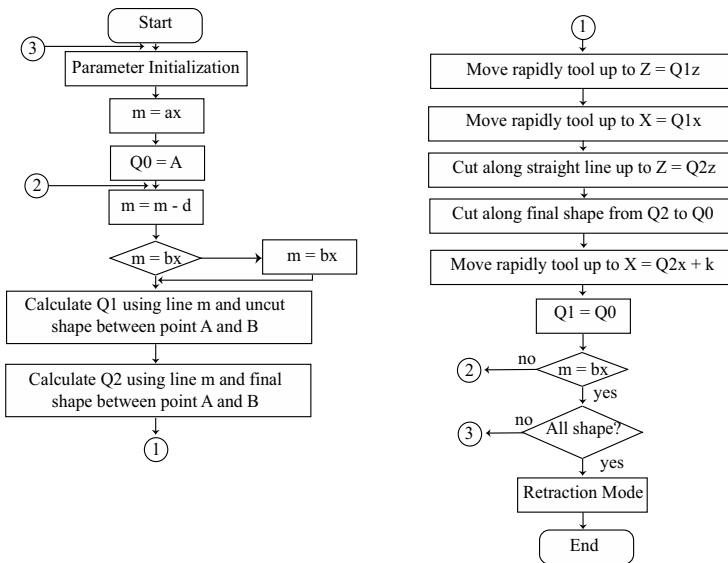 Start
3
Parameter Initialization
m = ax
Q0 = A
2
m = m - d
m = bx
m = bx
Calculate Q1 using line m and uncut
shape between point A and B
Calculate Q2 using line m and final
shape between point A and B
1
1
Move rapidly tool up to Z = Q1z
Move rapidly tool up to X = Q1x
Cut along straight line up to Z = Q2z
Cut along final shape from Q2 to Q0
Move rapidly tool up to X = Q2x + k
Q1 = Q0
no
2
m = bx
yes
no
3
All shape?
yes
Retraction Mode
End